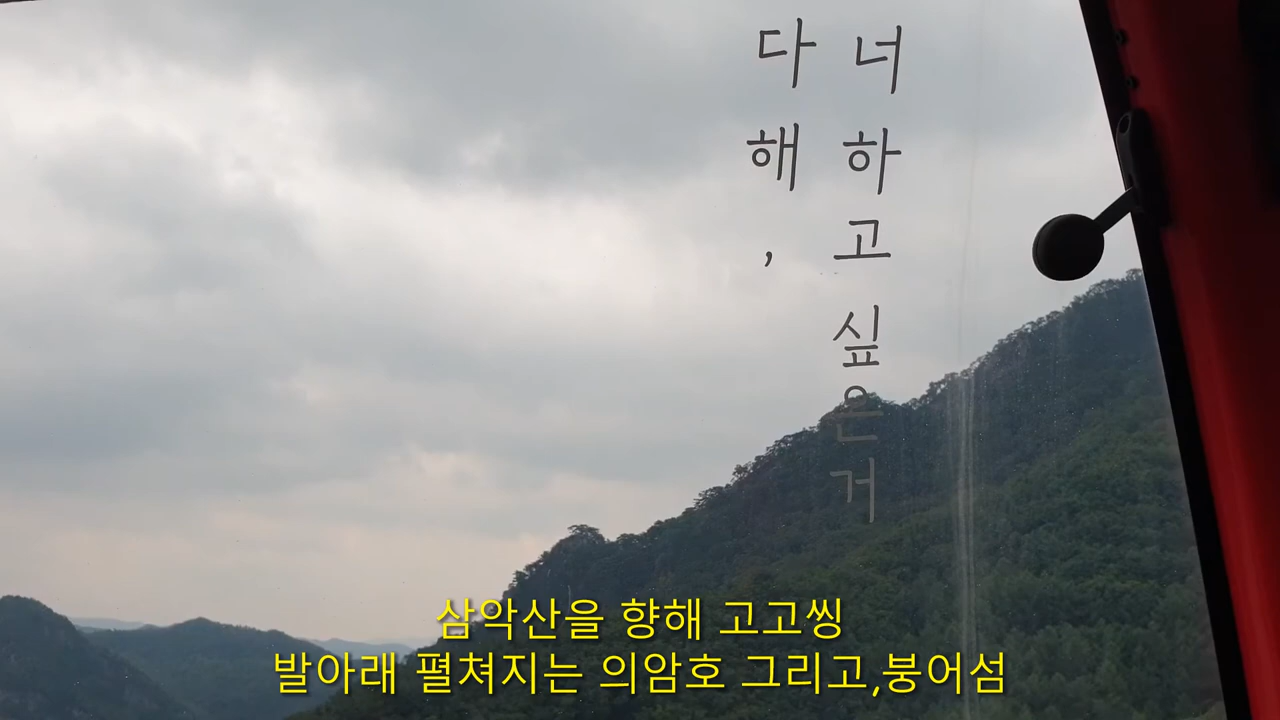 너 하고 싶은거
다 해,
삼악산을 향해 고고씽
발아래 펼쳐지는 의암호 그리고,붕어섬